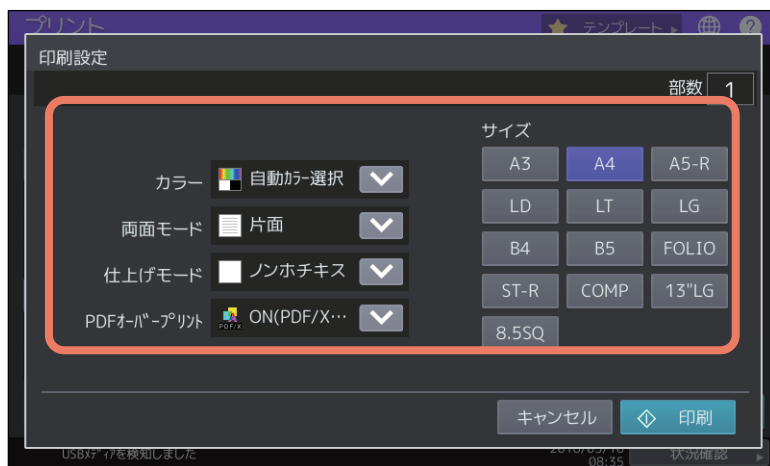 プリント
テンプレート
?
印刷設定
部数 1
サイズ
A3 A4 A5-R
カラー 自動ｶﾗｰ選択
LD LT LG
両面モード 片面
B4 B5 FOLIO
仕上げモード ノンホチキス
ST-R COMP 13"LG
PDFｵｰﾊﾞｰﾌﾟﾘﾝﾄ PDF/X ON(PDF/X…
8.5SQ
キャンセル 印刷
USBﾒﾃﾞｨｱを検知しました
08:35
状況確認